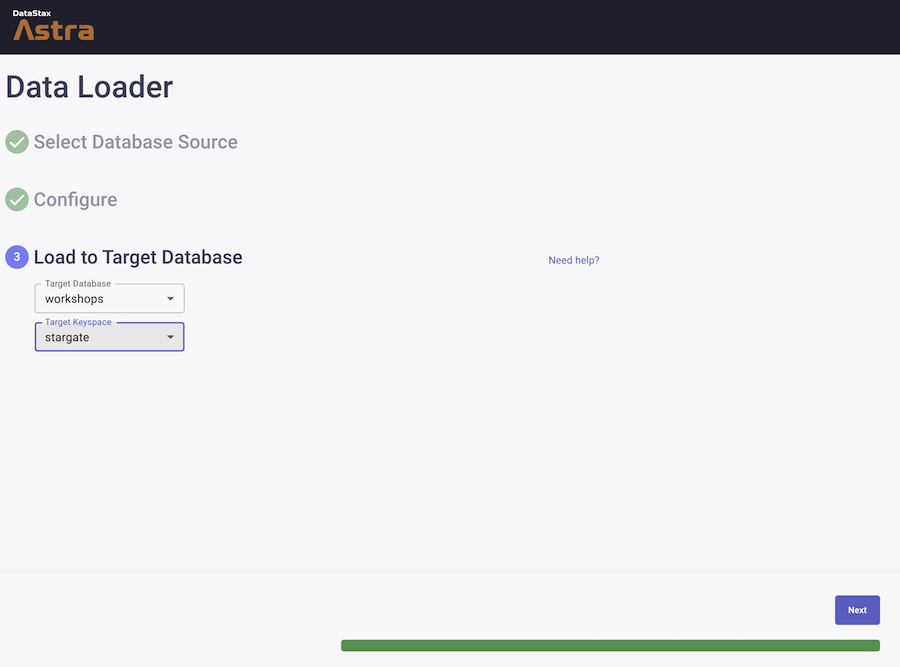 DataStax
Astra
Data Loader
Select Database Source
Configure
3 Load to Target Database
Need help?
Target Database
workshops
Target Keyspace
stargate
Next